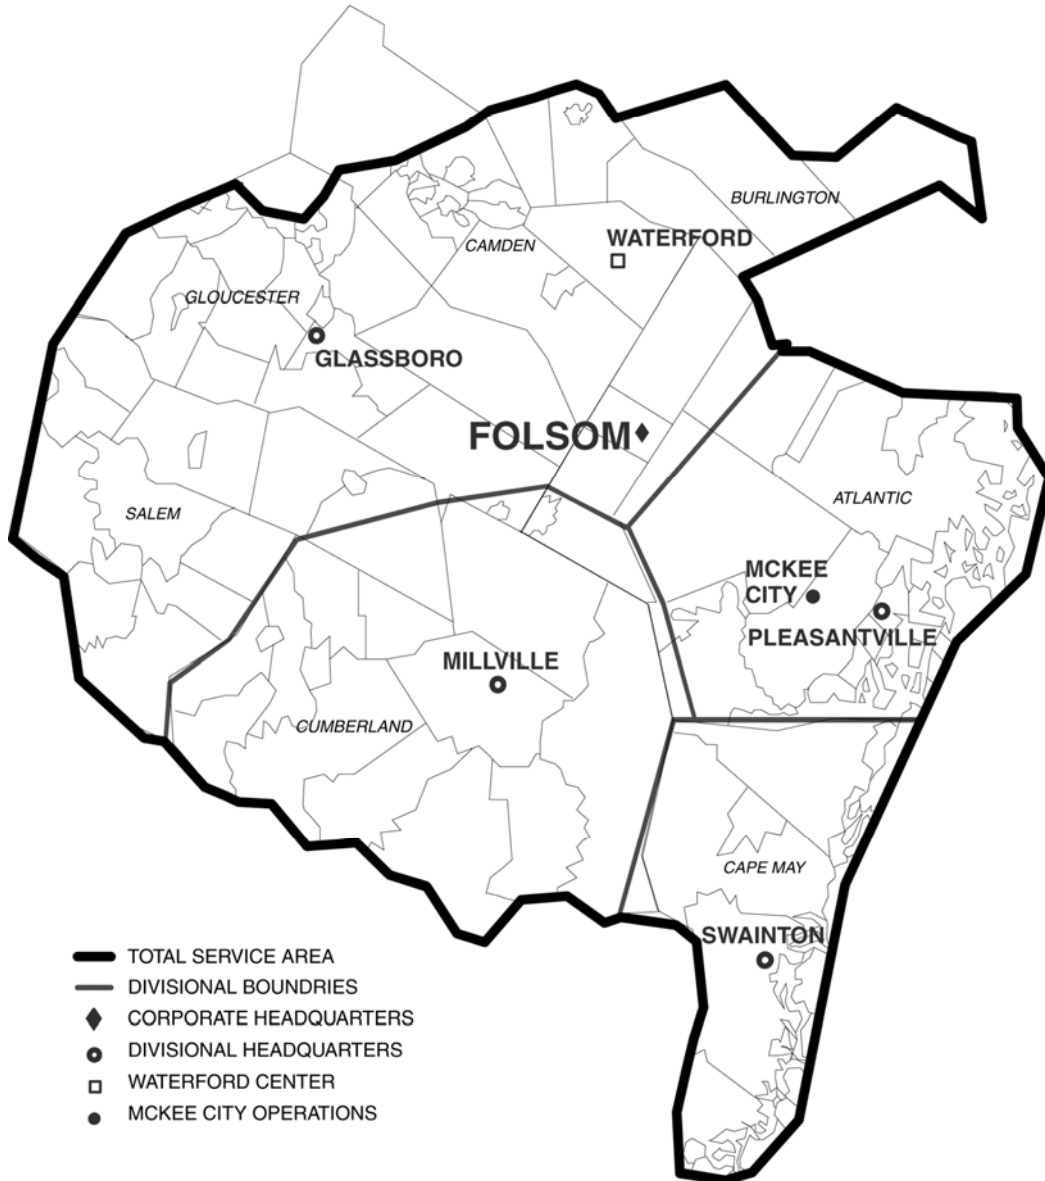 BURLINGTON
WATERFORD
CAMDEN
GLOUCESTER
GLASSBORO
FOLSOM
ATLANTIC
SALEM
MCKEE
CITY
PLEASANTVILLE
MILLVILLE
CUMBERLAND
CAPE MAY
SWAINTON
TOTAL SERVICE AREA
DIVISIONAL BOUNDRIES
CORPORATE HEADQUARTERS
DIVISIONAL HEADQUARTERS
WATERFORD CENTER
MCKEE CITY OPERATIONS